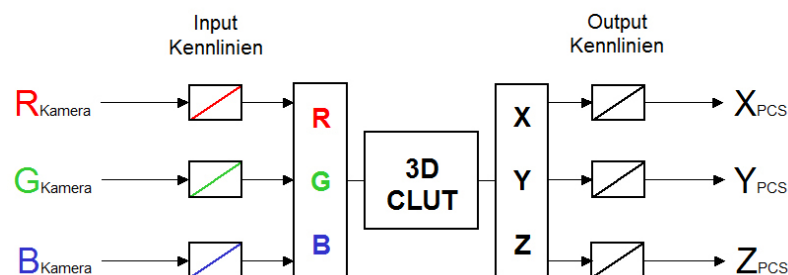 Input
Kennlinien
Output
Kennlinien
RKamera
R
X
XPCS
GKamera
G
3D
CLUT
Y
YPCS
BKamera
B
Z
ZPCS